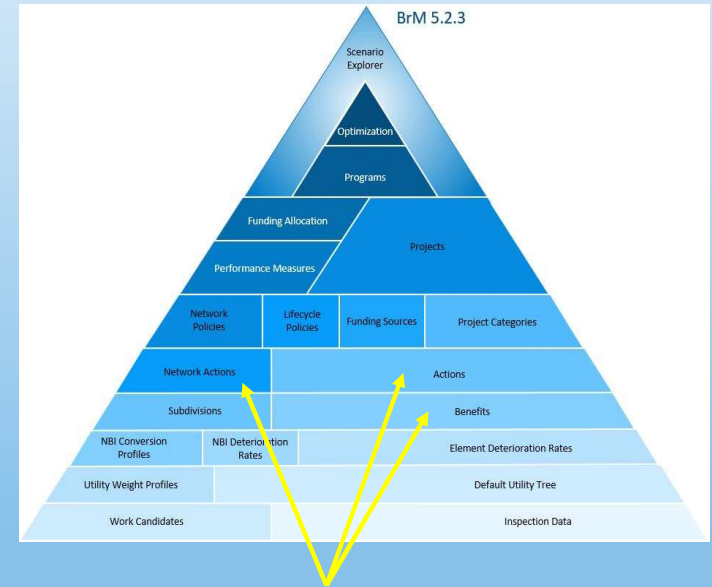 BrM 5.2.3
Scenario
Explorer
Optimization
Programs
Funding Allocation
Projects
Performance Measures
Network
Policies
Lifecycle
Policies
Funding Sources
Project Categories
Network Actions
Actions
Subdivisions
Benefits
NBI Conversion
Profiles
NBI Deterioration
Rates
Element Deterioration Rates
Utility Weight Profiles
Default Utility Tree
Work Candidates
Inspection Data